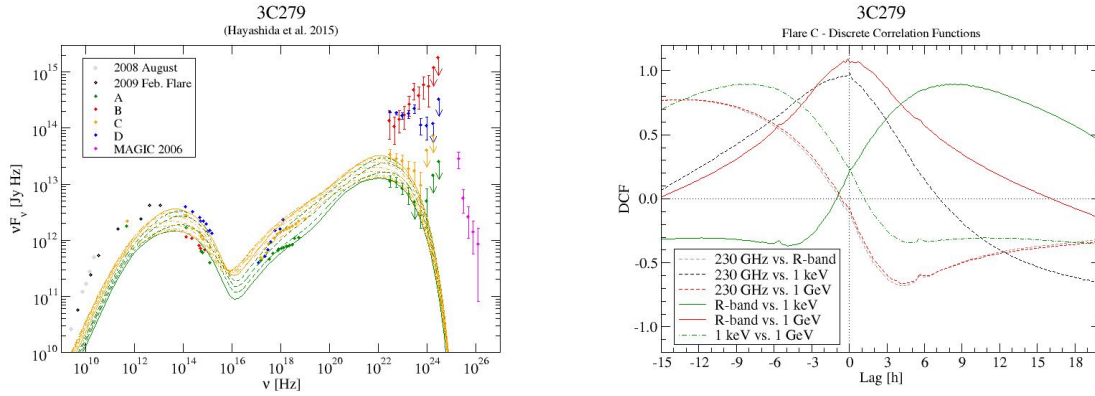 3C279
(Hayashida et al. 2015)
νFν [Jy Hz]
10^15
10^14
10^13
10^12
10^11
10^10
2008 August
2009 Feb. Flare
A
B
C
D
MAGIC 2006
10^10 10^12 10^14 10^16 10^18 10^20 10^22 10^24 10^26
ν [Hz]
3C279
Flare C - Discrete Correlation Functions
DCF
1.0
0.5
0.0
-0.5
-1.0
230 GHz vs. R-band
230 GHz vs. 1 keV
230 GHz vs. 1 GeV
R-band vs. 1 keV
R-band vs. 1 GeV
1 keV vs. 1 GeV
-15 -12 -9 -6 -3 0 3 6 9 12 15 18
Lag [h]